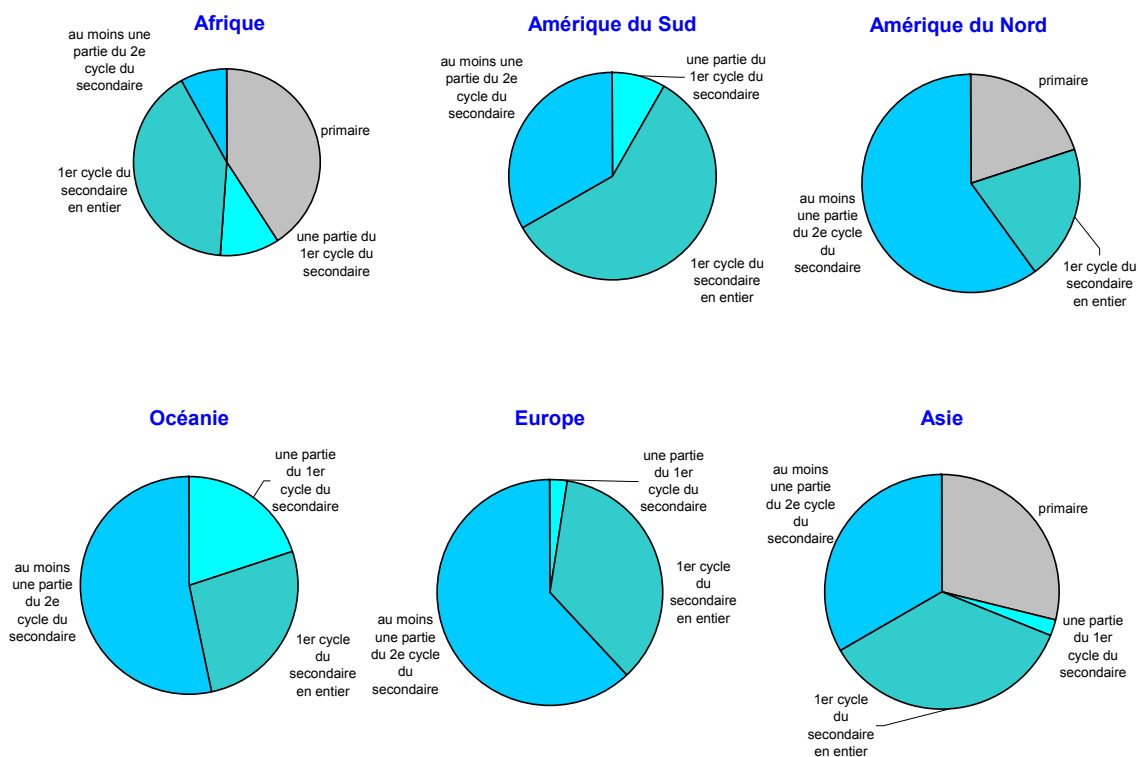 Afrique
au moins une
partie du 2e
cycle du
secondaire
primaire
1er cycle du
secondaire
en entier
une partie du
1er cycle du
secondaire
Amérique du Sud
au moins une
partie du 2e
cycle du
secondaire
une partie du
1er cycle du
secondaire
1er cycle du
secondaire
en entier
Amérique du Nord
primaire
au moins
une partie
du 2e cycle
du
secondaire
1er cycle du
secondaire
en entier
Océanie
une partie
du 1er
cycle du
secondaire
au moins
une partie
du 2e
cycle du
secondaire
1er cycle
du
secondaire
en entier
Europe
une partie
du 1er
cycle du
secondaire
1er cycle
du
secondaire
en entier
au moins
une partie
du 2e cycle
du
secondaire
Asie
au moins
une partie
du 2e cycle
du
secondaire
primaire
une partie
du 1er
cycle du
secondaire
1er cycle
du
secondaire
en entier